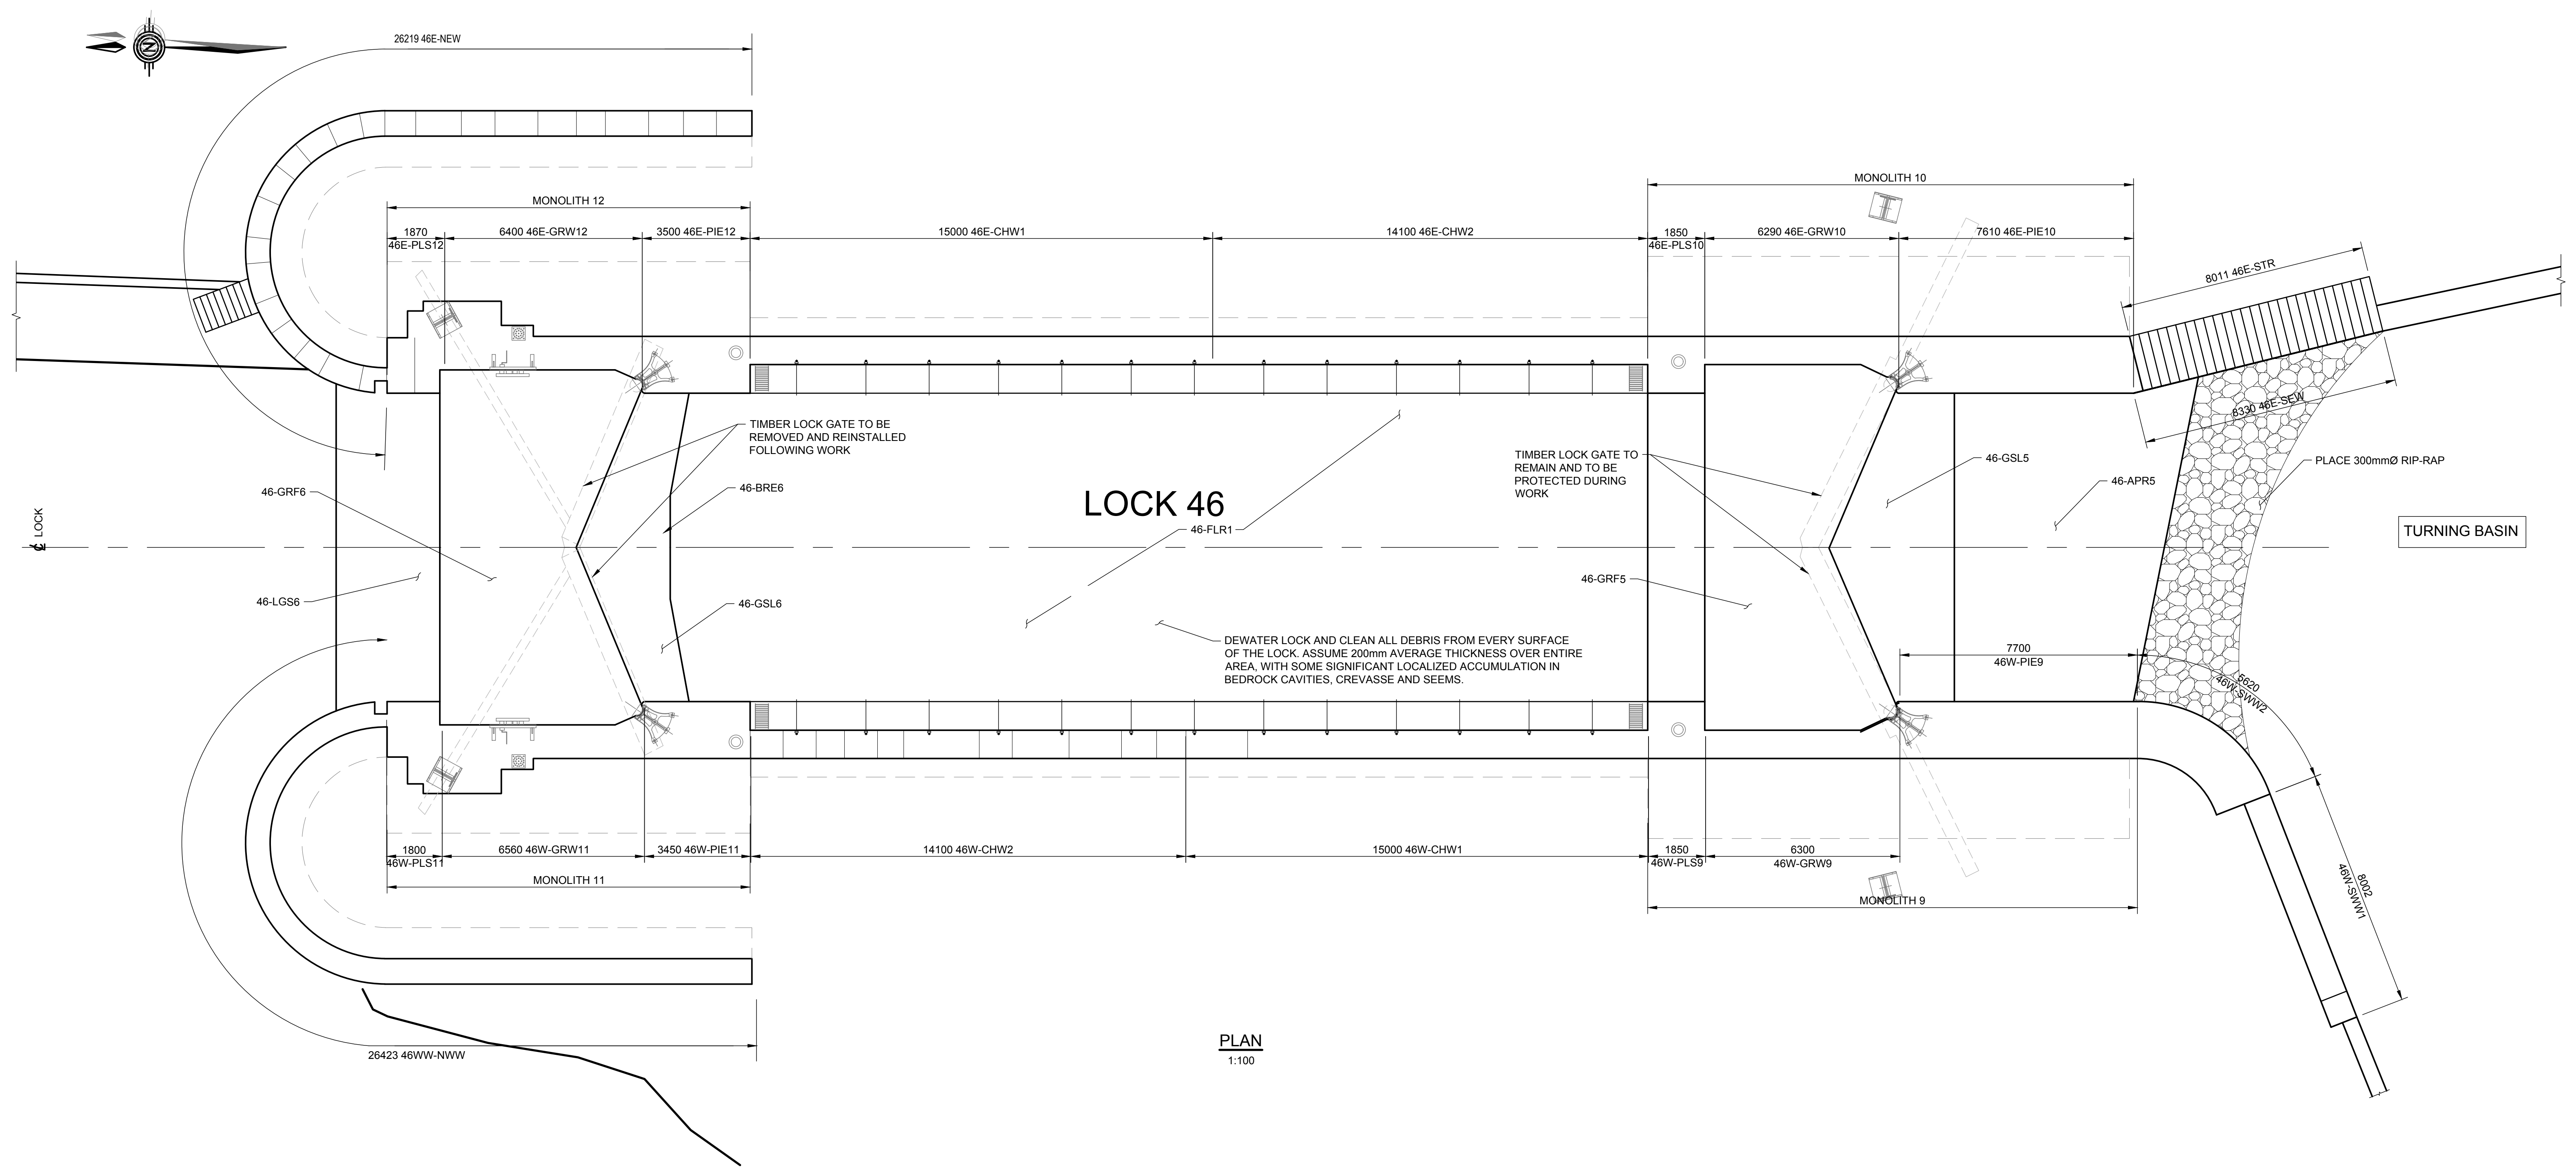 N
26219 46E-NEW
MONOLITH 12
MONOLITH 10
1870
46E-PLS12
6400 46E-GRW12
3500 46E-PIE12
15000 46E-CHW1
14100 46E-CHW2
1850
46E-PLS10
6290 46E-GRW10
7610 46E-PIE10
8011 46E-STR
8330 46E-SEW
TIMBER LOCK GATE TO BE
REMOVED AND REINSTALLED
FOLLOWING WORK
TIMBER LOCK GATE TO
REMAIN AND TO BE
PROTECTED DURING
WORK
46-GSL5
PLACE 300mmØ RIP-RAP
46-APR5
46-GRF6
46-BRE6
LOCK 46
46-FLR1
℄ LOCK
TURNING BASIN
46-GRF5
46-LGS6
46-GSL6
DEWATER LOCK AND CLEAN ALL DEBRIS FROM EVERY SURFACE
OF THE LOCK. ASSUME 200mm AVERAGE THICKNESS OVER ENTIRE
AREA, WITH SOME SIGNIFICANT LOCALIZED ACCUMULATION IN
BEDROCK CAVITIES, CREVASSE AND SEEMS.
7700
46W-PIE9
5620
46W-SWW2
1800
46W-PLS11
6560 46W-GRW11
3450 46W-PIE11
14100 46W-CHW2
15000 46W-CHW1
1850
46W-PLS9
6300
46W-GRW9
8002
46W-SWW1
MONOLITH 11
MONOLITH 9
26423 46WW-NWW
PLAN
1:100